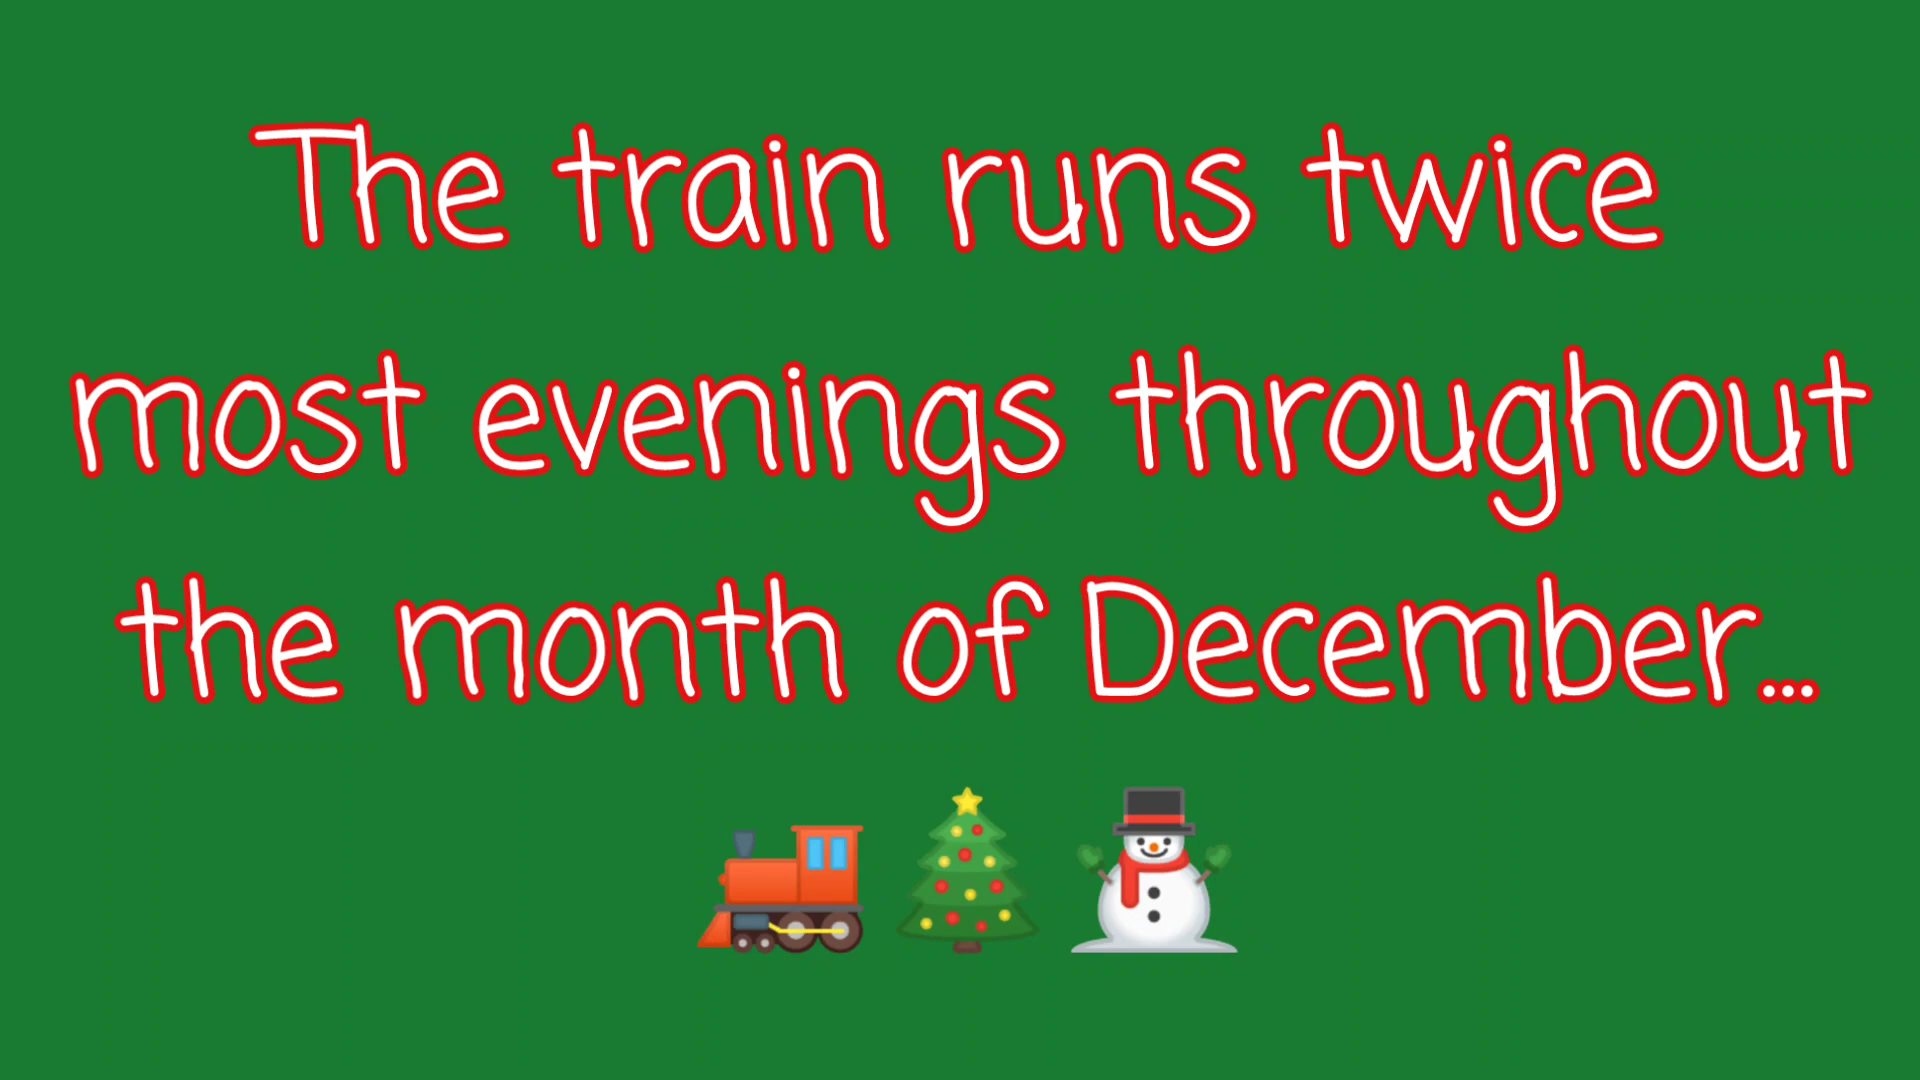 The train runs twice
most evenings throughout
the month of December...